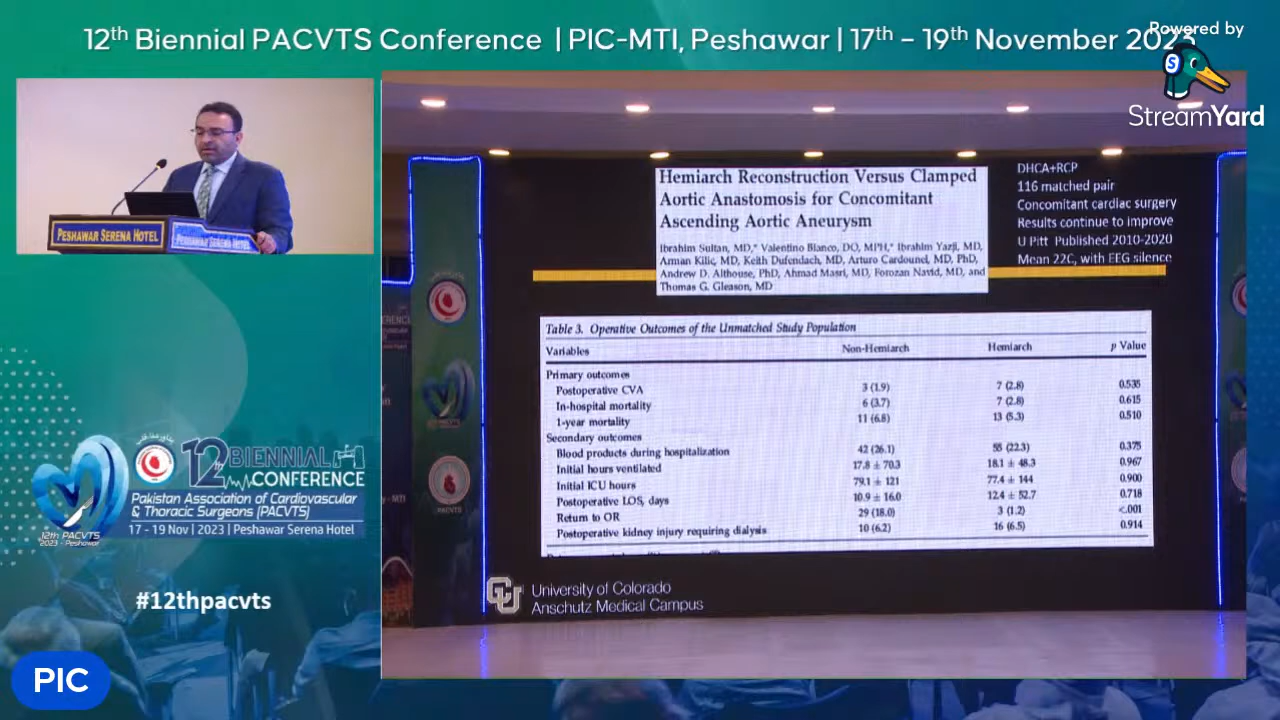 12th Biennial PACVTS Conference | PIC-MTI, Peshawar | 17th – 19th November 2023
Powered by
StreamYard
PESHAWAR SERENA HOTEL
PESHAWAR SERENA HOTEL
Hemiarch Reconstruction Versus Clamped
Aortic Anastomosis for Concomitant
Ascending Aortic Aneurysm
Ibrahim Sultan, MD,* Valentino Bianco, DO, MPH,* Ibrahim Yazji, MD,
Arman Kilic, MD, Keith Dufendach, MD, Arturo Cardounel, MD, PhD,
Andrew D. Althouse, PhD, Ahmad Masri, MD, Forozan Navid, MD, and
Thomas G. Gleason, MD
DHCA+RCP
116 matched pair
Concomitant cardiac surgery
Results continue to improve
U Pitt Published 2010-2020
Mean 22C, with EEG silence
Table 3. Operative Outcomes of the Unmatched Study Population
Variables Non-Hemiarch Hemiarch p Value
Primary outcomes
Postoperative CVA 3 (1.9) 7 (2.8) 0.535
In-hospital mortality 6 (3.7) 7 (2.8) 0.615
1-year mortality 11 (6.8) 13 (5.3) 0.510
Secondary outcomes
Blood products during hospitalization 42 (26.1) 55 (22.3) 0.375
Initial hours ventilated 17.8 ± 70.3 18.1 ± 48.3 0.967
Initial ICU hours 79.1 ± 121 77.4 ± 144 0.900
Postoperative LOS, days 10.9 ± 16.0 12.4 ± 52.7 0.718
Return to OR 29 (18.0) 3 (1.2) <.001
Postoperative kidney injury requiring dialysis 10 (6.2) 16 (6.5) 0.914
University of Colorado
Anschutz Medical Campus
PACVTS
12th BIENNIAL
CONFERENCE
Pakistan Association of Cardiovascular
& Thoracic Surgeons (PACVTS)
17 - 19 Nov | 2023 | Peshawar Serena Hotel
12th PACVTS
2023 - Peshawar
#12thpacvts
PIC